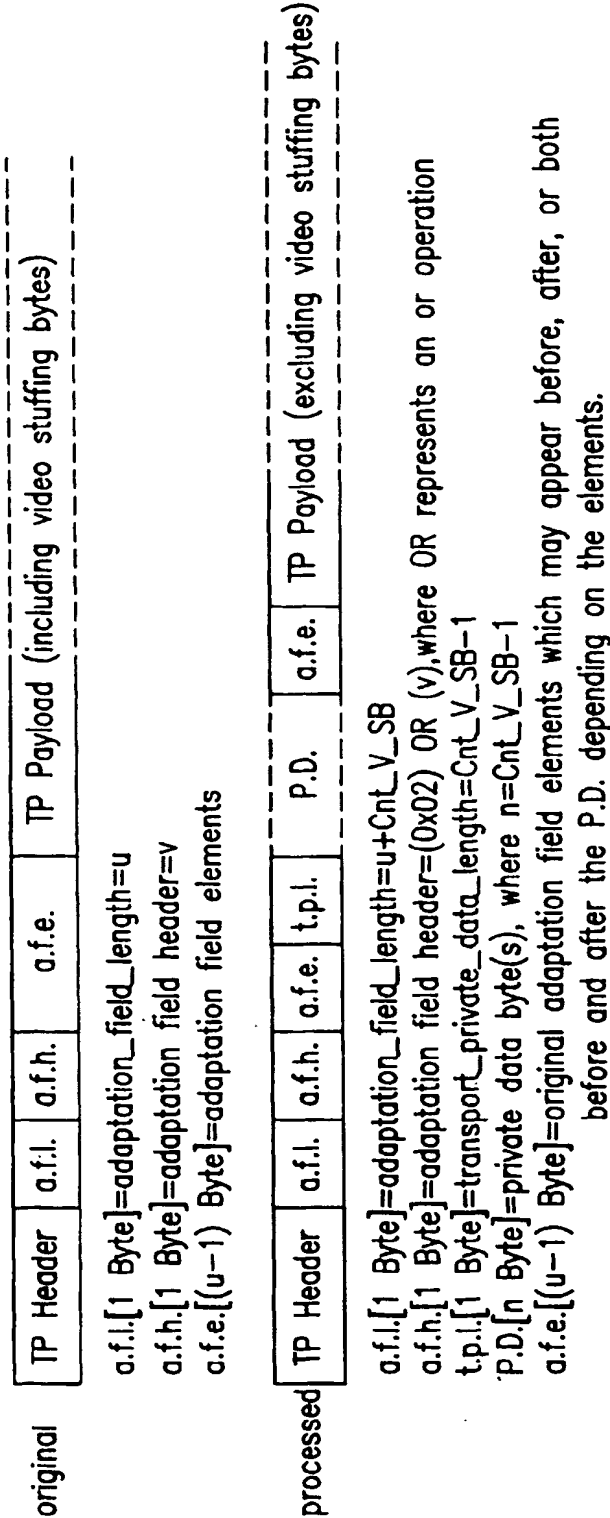 original
TP Header a.f.l. a.f.h. a.f.e. TP Payload (including video stuffing bytes)
a.f.l.[1 Byte]=adaptation_field_length=u
a.f.h.[1 Byte]=adaptation field header=v
a.f.e.[(u-1) Byte]=adaptation field elements
processed
TP Header a.f.l. a.f.h. a.f.e. t.p.l. P.D. a.f.e. TP Payload (excluding video stuffing bytes)
a.f.l.[1 Byte]=adaptation_field_length=u+Cnt_V_SB
a.f.h.[1 Byte]=adaptation field header=(0x02) OR (v),where OR represents an or operation
t.p.l.[1 Byte]=transport_private_data_length=Cnt_V_SB-1
P.D.[n Byte]=private data byte(s), where n=Cnt_V_SB-1
a.f.e.[(u-1) Byte]=original adaptation field elements which may appear before, after, or both
before and after the P.D. depending on the elements.